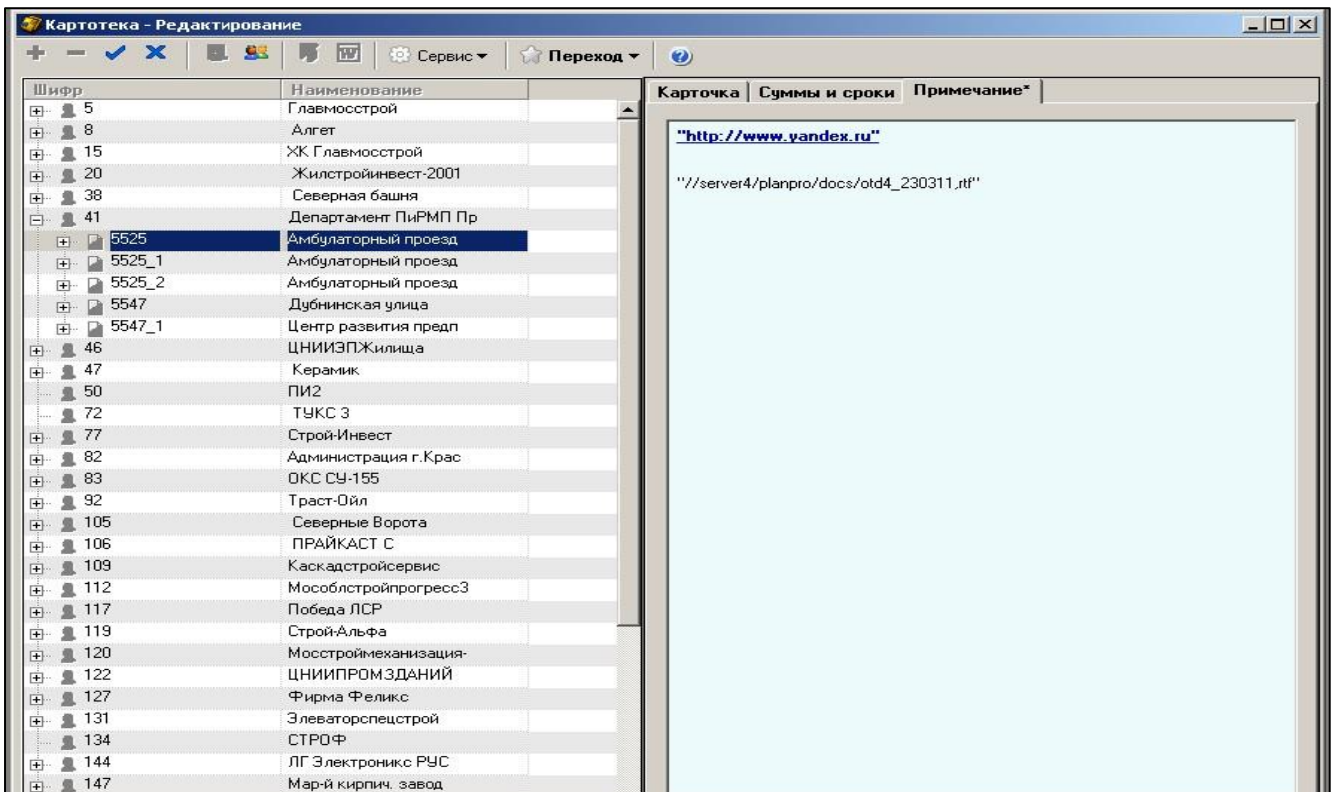 Картотека - Редактирование
Сервис Переход
Шифр Наименование
Карточка Суммы и сроки Примечание*
5 Главмосстрой
8 Алгет
15 ХК Главмосстрой
20 Жилстройинвест-2001
38 Северная башня
41 Департамент ПиРМП Пр
5525 Амбулаторный проезд
5525_1 Амбулаторный проезд
5525_2 Амбулаторный проезд
5547 Дубнинская улица
5547_1 Центр развития предп
46 ЦНИИЭПЖилища
47 Керамик
50 ПИ2
72 ТУКС 3
77 Строй-Инвест
82 Администрация г.Крас
83 ОКС СУ-155
92 Траст-Ойл
105 Северные Ворота
106 ПРАЙКАСТ С
109 Каскадстройсервис
112 Мособлстройпрогресс3
117 Победа ЛСР
119 Строй-Альфа
120 Мосстроймеханизация-
122 ЦНИИПРОМЗДАНИЙ
127 Фирма Феликс
131 Элеваторспецстрой
134 СТРОФ
144 ЛГ Электроникс РУС
147 Мар-й кирпич. завод
"http://www.yandex.ru"
"//server4/planpro/docs/otd4_230311,rtf"